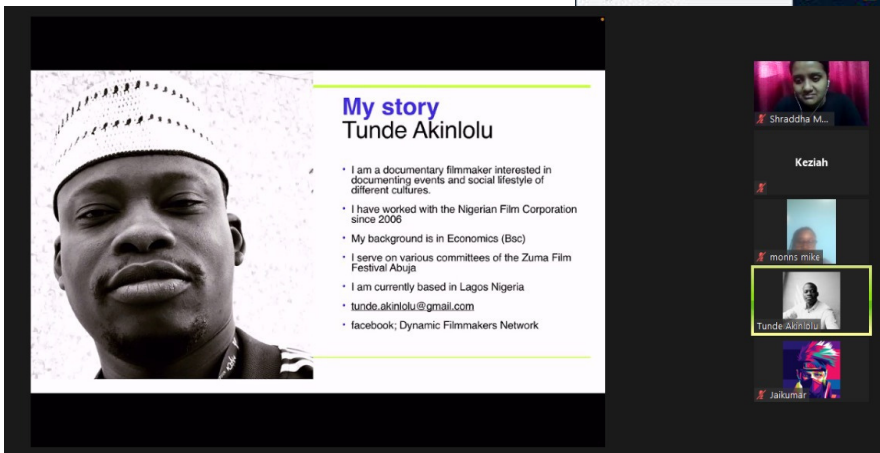 My story
Tunde Akinlolu
• I am a documentary filmmaker interested in
documenting events and social lifestyle of
different cultures.
• I have worked with the Nigerian Film Corporation
since 2006
• My background is in Economics (Bsc)
• I serve on various committees of the Zuma Film
Festival Abuja
• I am currently based in Lagos Nigeria
• tunde.akinlolu@gmail.com
• facebook; Dynamic Filmmakers Network
Shraddha M...
Keziah
morins mike
Tunde Akinlolu
Jaikumar